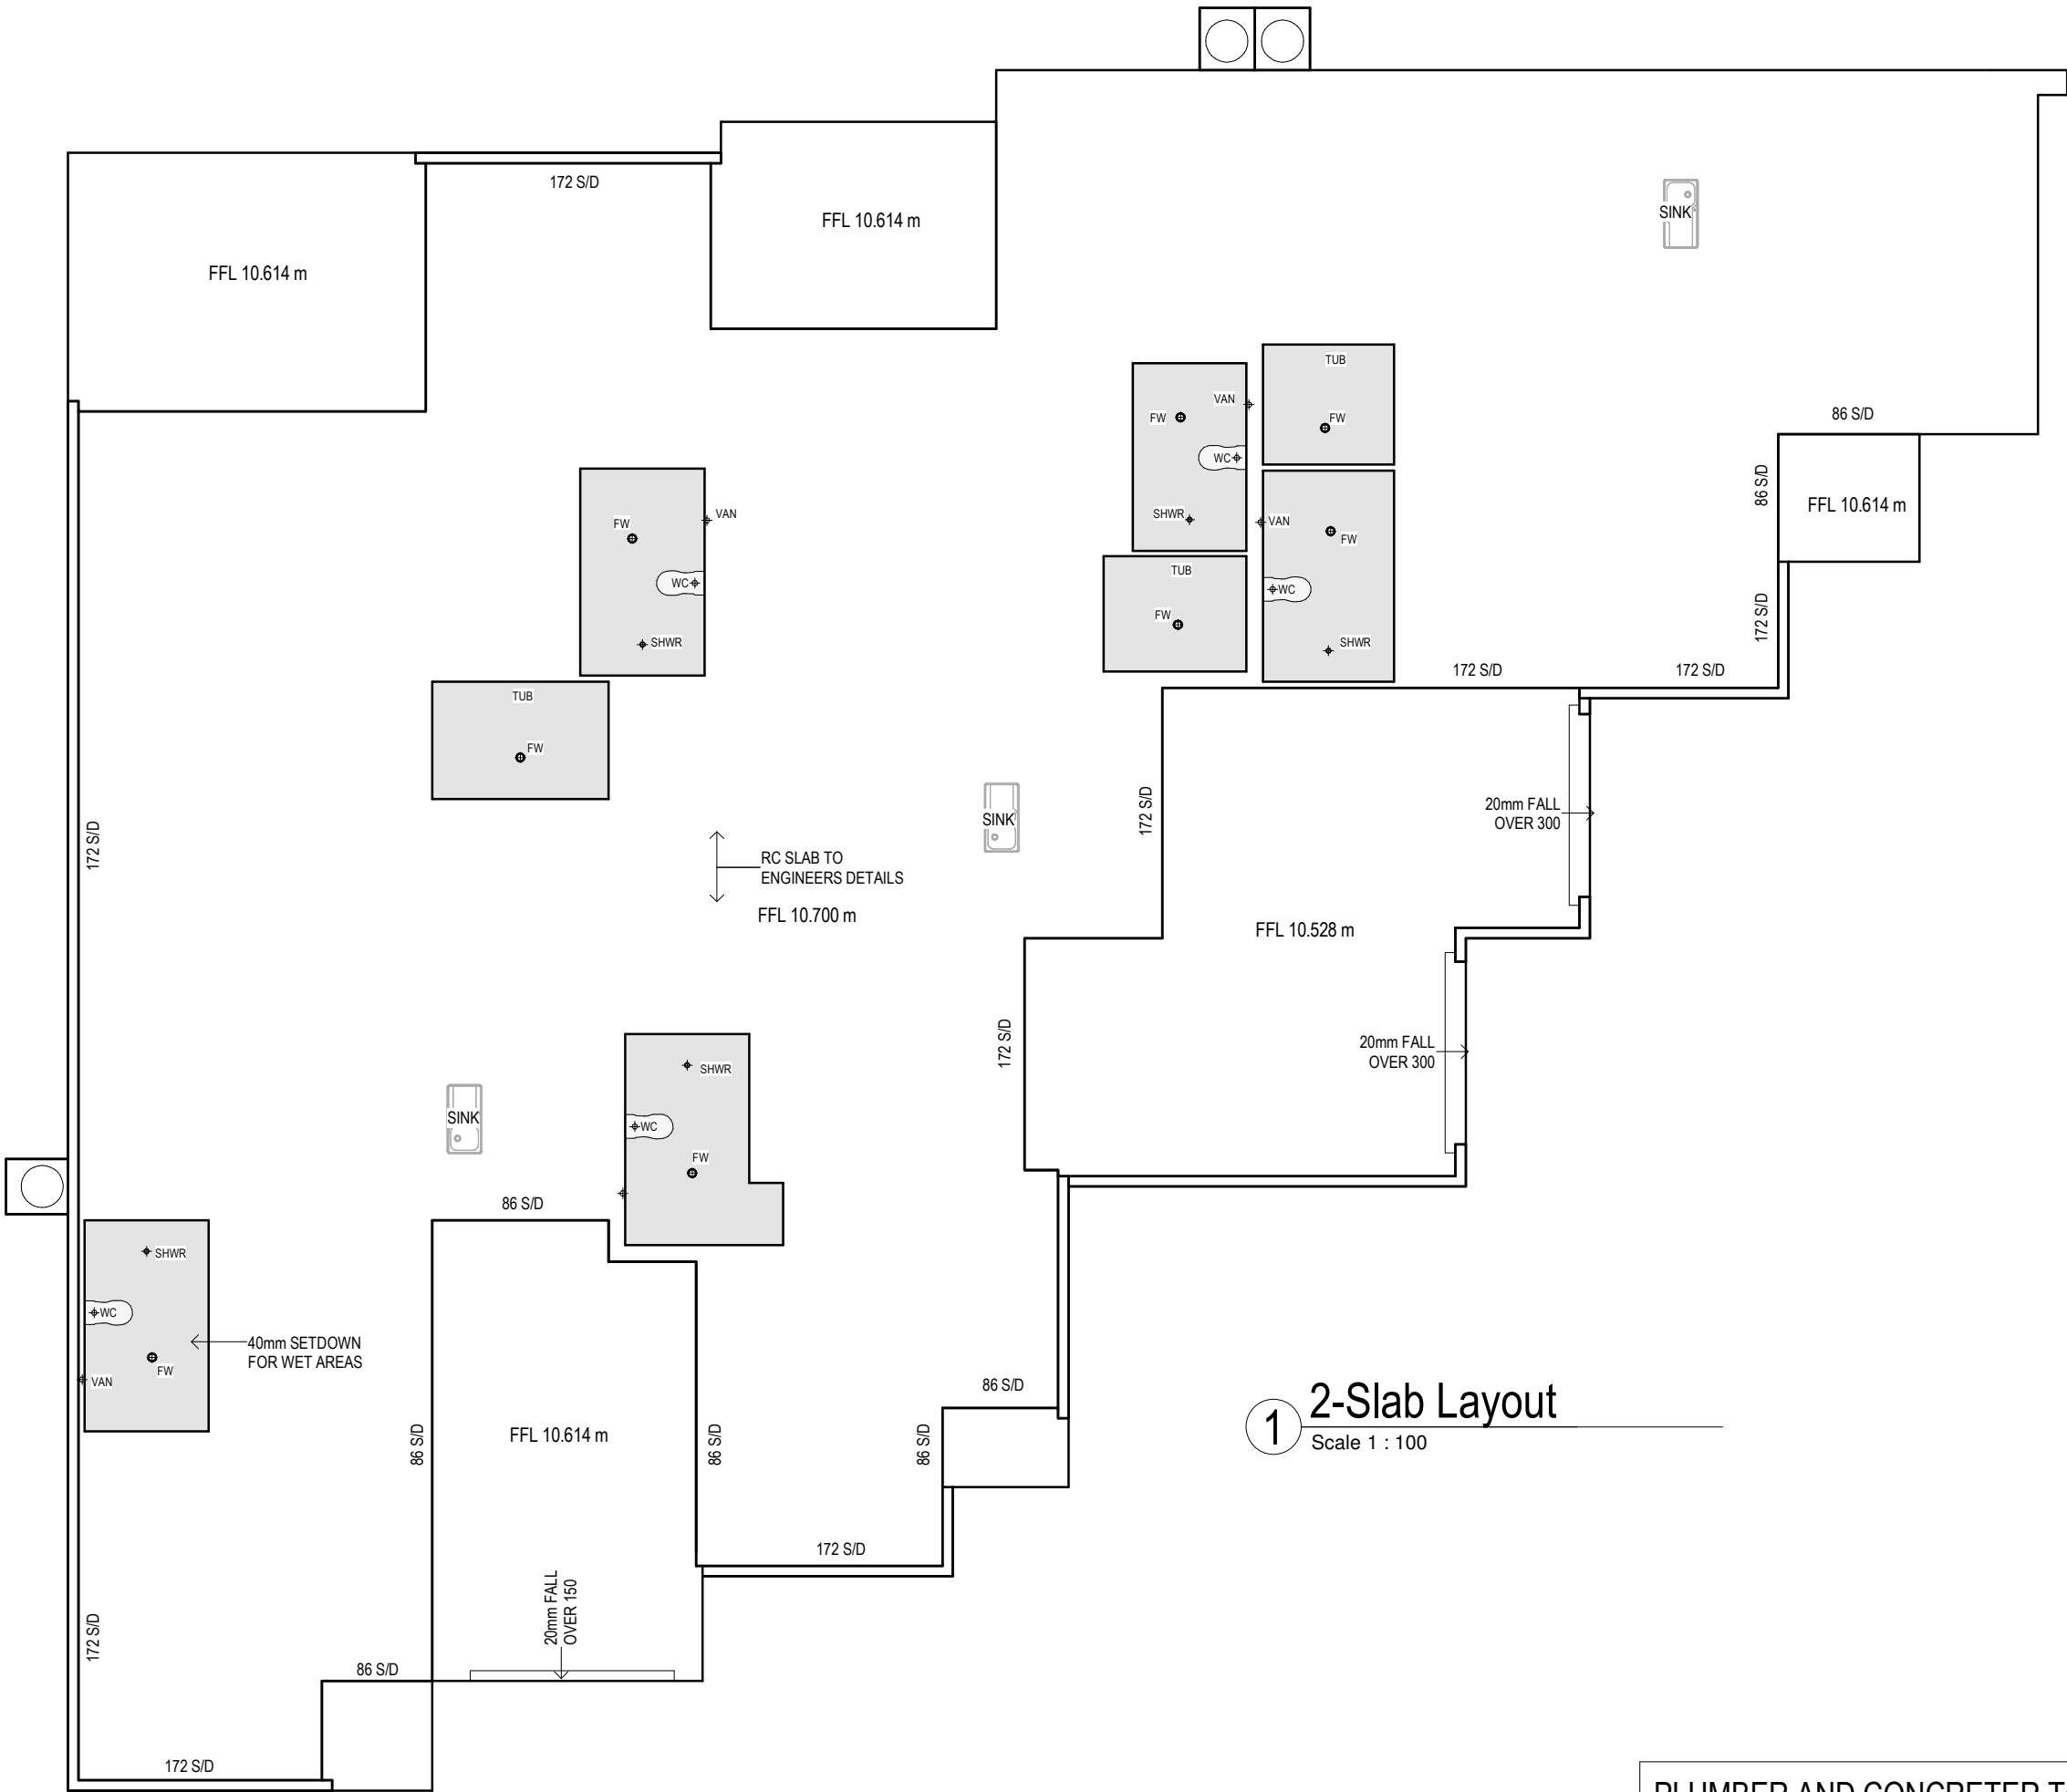 172 S/D
FFL 10.614 m
FFL 10.614 m
SINK
TUB
VAN
FW
FW
86 S/D
WC
86 S/D
FFL 10.614 m
FW
VAN
SHWR
VAN
FW
WC
TUB
WC
FW
172 S/D
SHWR
SHWR
172 S/D
172 S/D
TUB
FW
172 S/D
20mm FALL
OVER 300
SINK
172 S/D
RC SLAB TO
ENGINEERS DETAILS
FFL 10.700 m
FFL 10.528 m
172 S/D
20mm FALL
OVER 300
SHWR
SINK
WC
FW
86 S/D
SHWR
WC
40mm SETDOWN
FOR WET AREAS
FW
VAN
86 S/D
FFL 10.614 m
86 S/D
86 S/D
86 S/D
1
2-Slab Layout
Scale 1 : 100
172 S/D
20mm FALL
OVER 150
172 S/D
86 S/D
172 S/D
PLUMBER AND CONCRETER